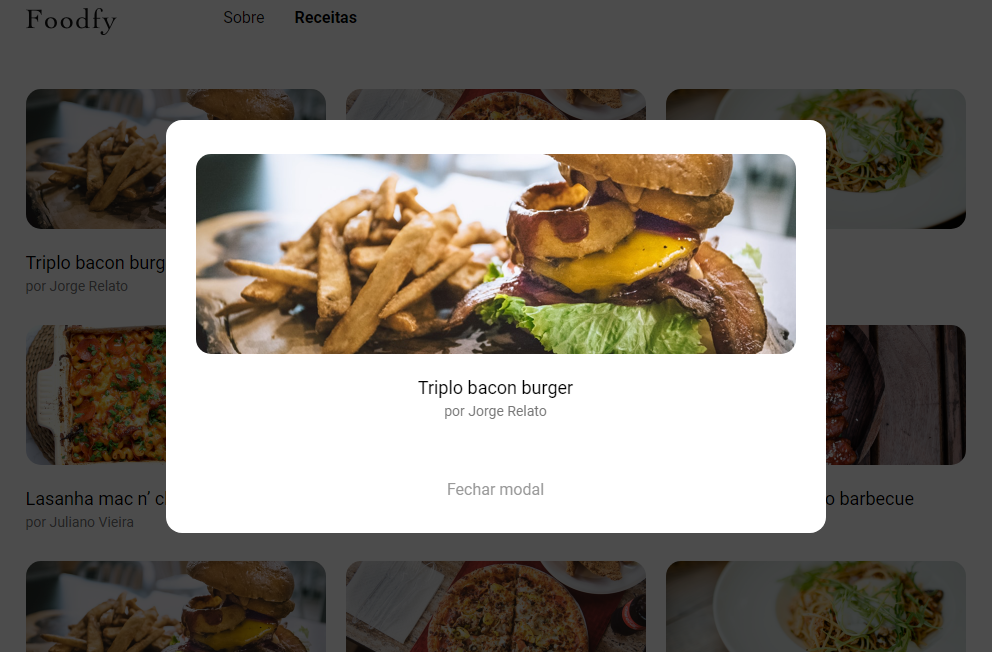 Foodfy
Sobre
Receitas
Triplo bacon burg
por Jorge Relato
Triplo bacon burger
por Jorge Relato
Fechar modal
Lasanha mac n’ c
por Juliano Vieira
o barbecue